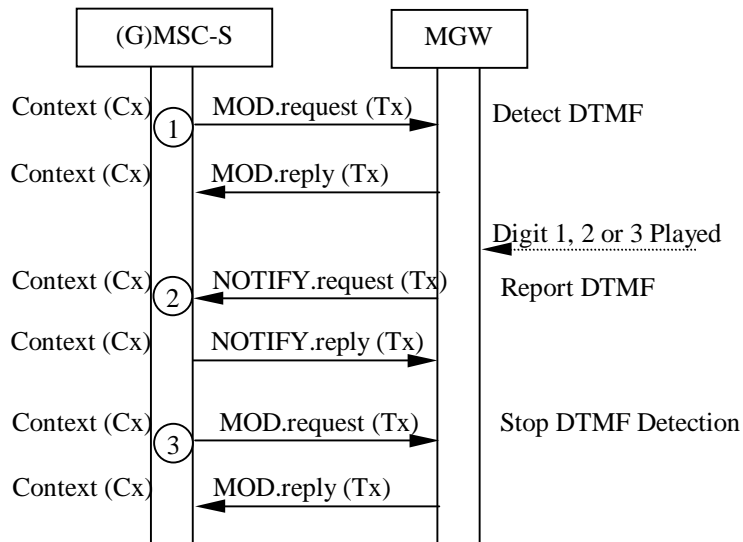 (G)MSC-S MGW
Context (Cx) 1 MOD.request (Tx) Detect DTMF
Context (Cx) MOD.reply (Tx)
Digit 1, 2 or 3 Played
Context (Cx) 2 NOTIFY.request (Tx) Report DTMF
Context (Cx) NOTIFY.reply (Tx)
Context (Cx) 3 MOD.request (Tx) Stop DTMF Detection
Context (Cx) MOD.reply (Tx)